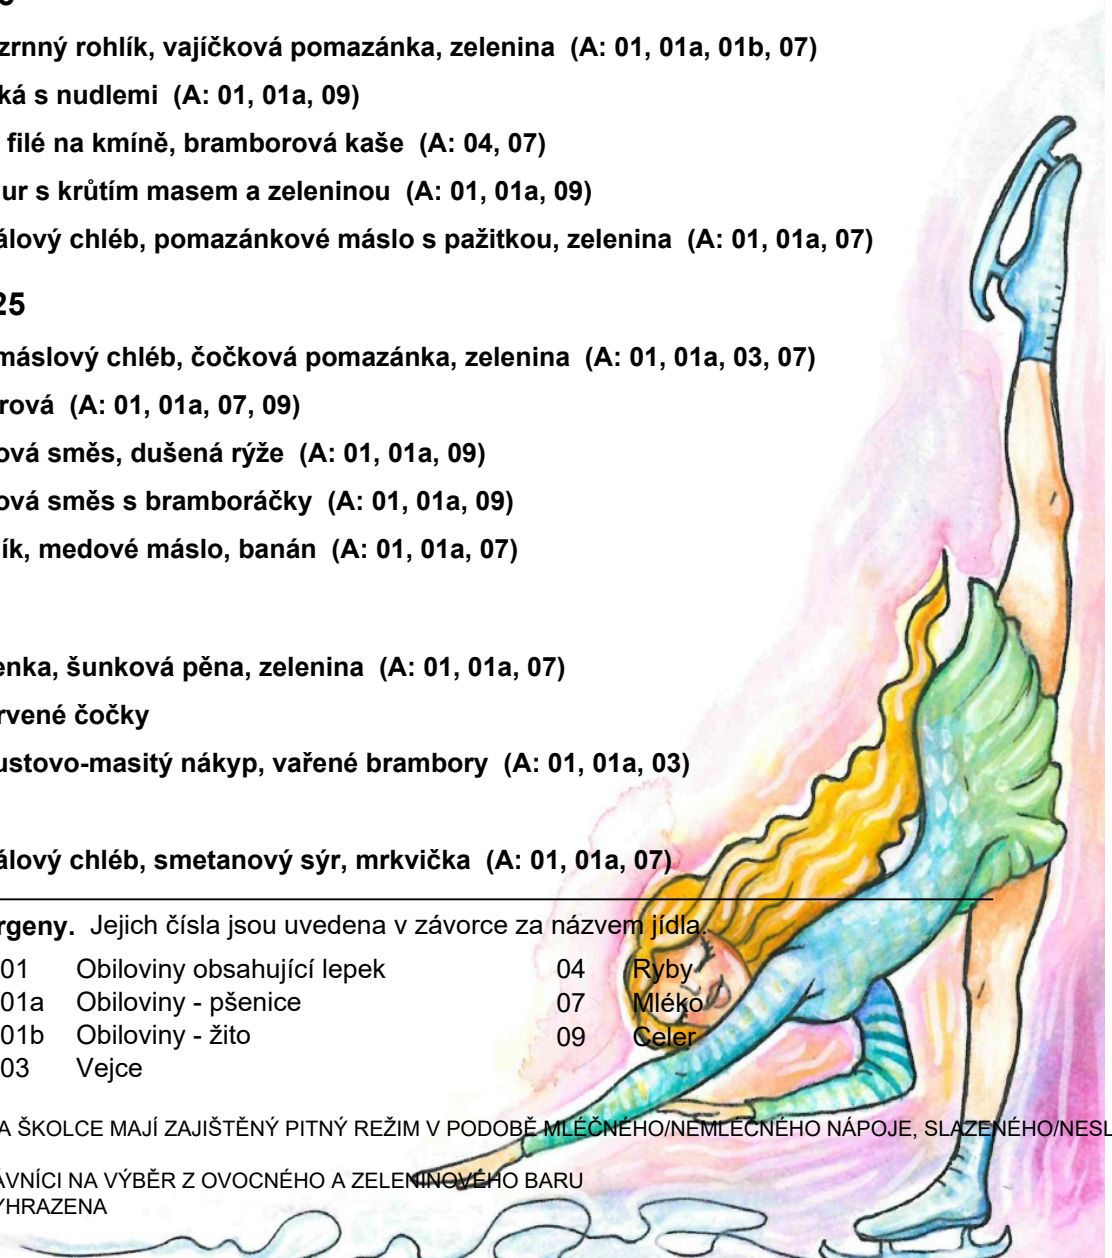 zrnný rohlík, vajíčková pomazánka, zelenina (A: 01, 01a, 01b, 07)
ká s nudlemi (A: 01, 01a, 09)
filé na kmíně, bramborová kaše (A: 04, 07)
ur s krůtím masem a zeleninou (A: 01, 01a, 09)
álový chléb, pomazánkové máslo s pažitkou, zelenina (A: 01, 01a, 07)
25
máslový chléb, čočková pomazánka, zelenina (A: 01, 01a, 03, 07)
rová (A: 01, 01a, 07, 09)
ová směs, dušená rýže (A: 01, 01a, 09)
ová směs s bramboráčky (A: 01, 01a, 09)
ík, medové máslo, banán (A: 01, 01a, 07)
enka, šunková pěna, zelenina (A: 01, 01a, 07)
rvené čočky
ustovo-masitý nákyp, vařené brambory (A: 01, 01a, 03)
álový chléb, smetanový sýr, mrkvička (A: 01, 01a, 07)
rgeny. Jejich čísla jsou uvedena v závorce za názvem jídla.
01 Obiloviny obsahující lepek 04 Ryby
01a Obiloviny - pšenice 07 Mléko
01b Obiloviny - žito 09 Celer
03 Vejce
A ŠKOLCE MAJÍ ZAJIŠTĚNÝ PITNÝ REŽIM V PODOBĚ MLÉČNÉHO/NEMLÉČNÉHO NÁPOJE, SLAZENÉHO/NESL
ÁVNÍCI NA VÝBĚR Z OVOCNÉHO A ZELENINOVÉHO BARU
YHRAZENA